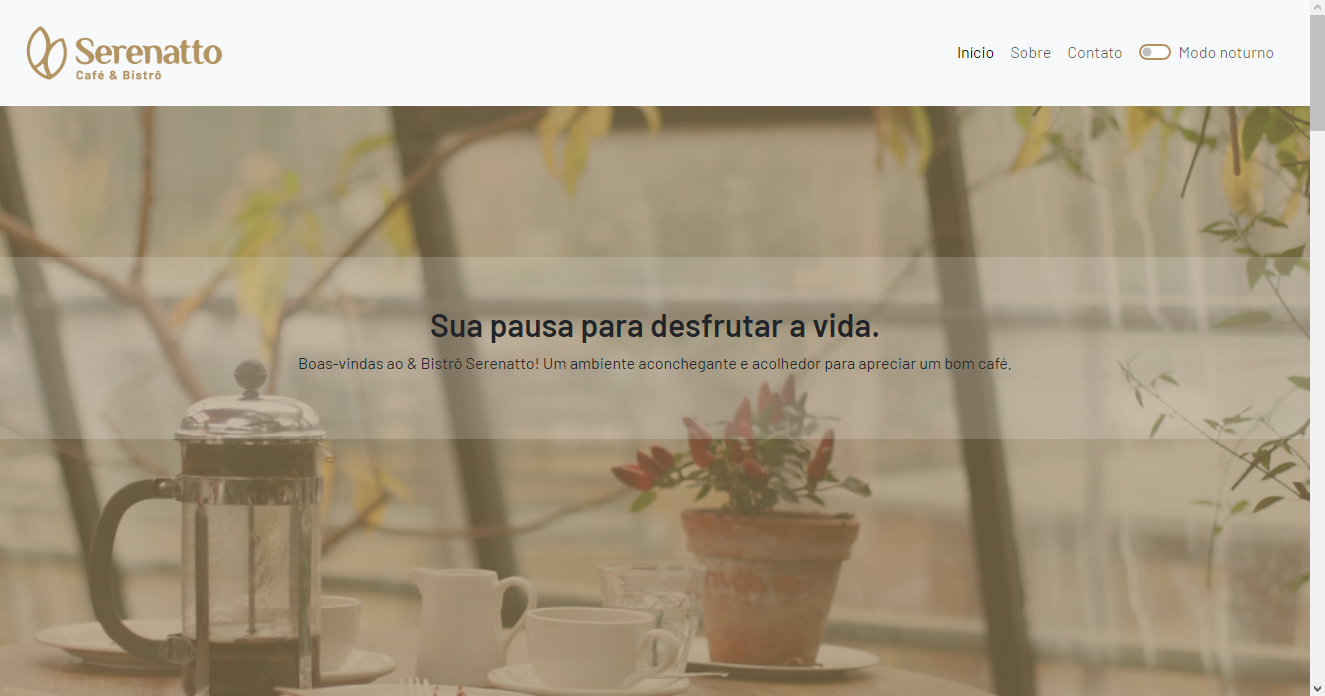 Serenatto
Café & Bistrô
Início Sobre Contato Modo noturno
Sua pausa para desfrutar a vida.
Boas-vindas ao & Bistrô Serenatto! Um ambiente aconchegante e acolhedor para apreciar um bom café.